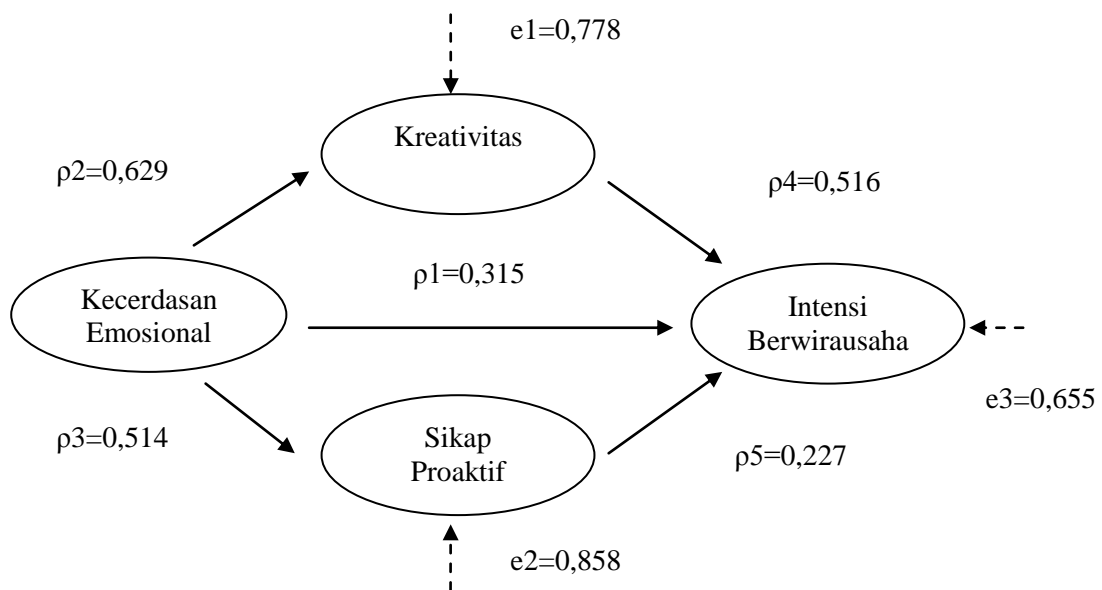 e1=0,778
Kreativitas
ρ2=0,629
ρ4=0,516
ρ1=0,315
Kecerdasan
Emosional
Intensi
Berwirausaha
e3=0,655
ρ3=0,514
Sikap
Proaktif
ρ5=0,227
e2=0,858